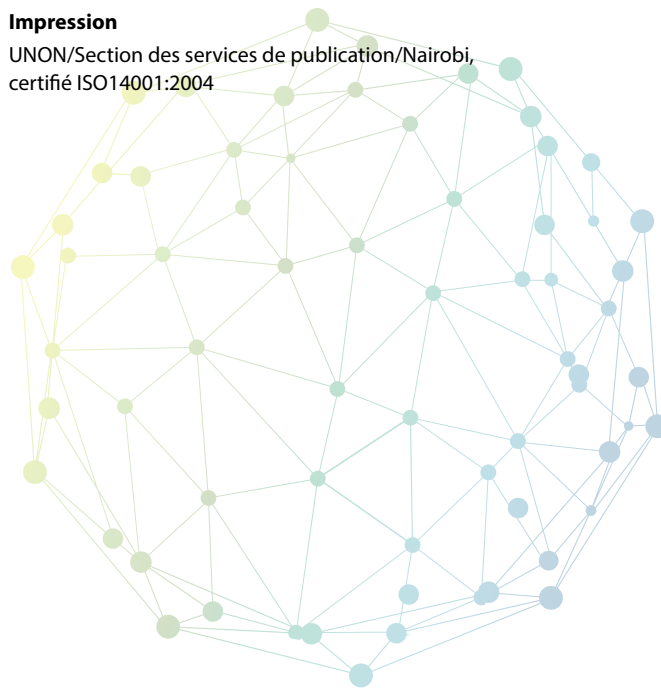 Impression
UNON/Section des services de publication/Nairobi,
certifié ISO14001:2004